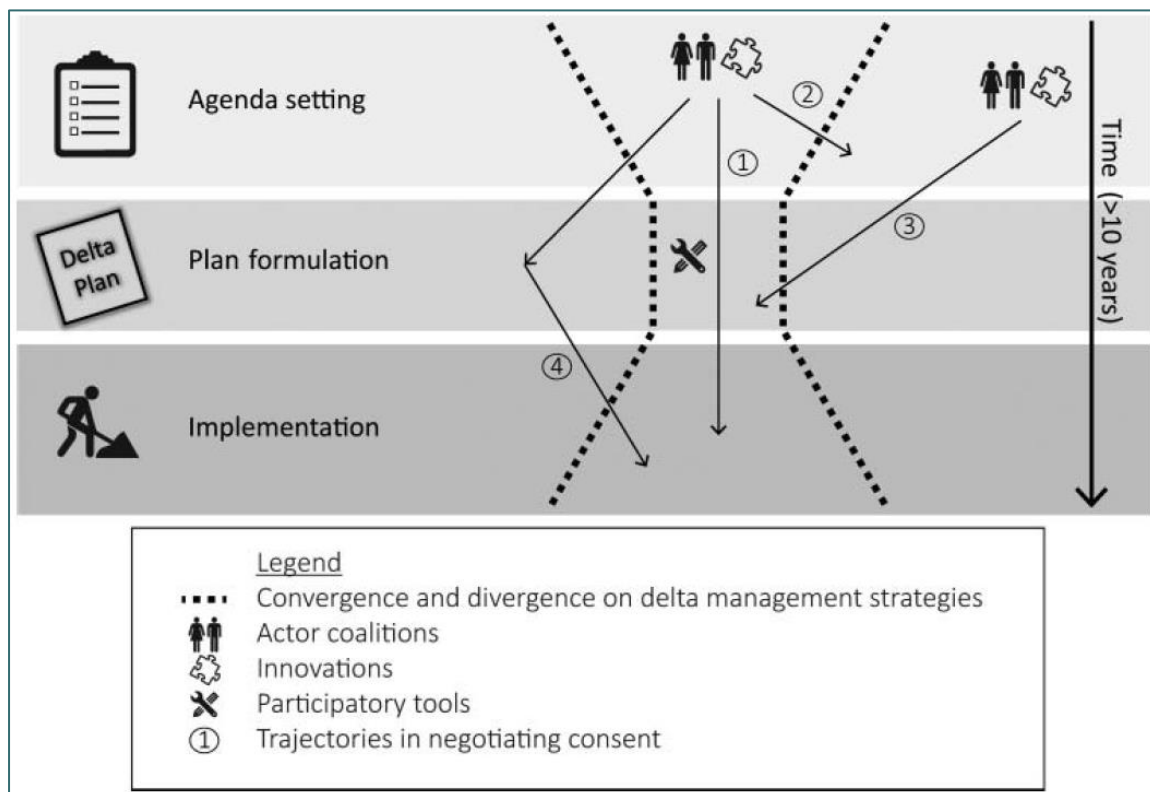 Agenda setting
②
①
Time (>10 years)
③
Delta
Plan
Plan formulation
④
Implementation
Legend
Convergence and divergence on delta management strategies
Actor coalitions
Innovations
Participatory tools
① Trajectories in negotiating consent